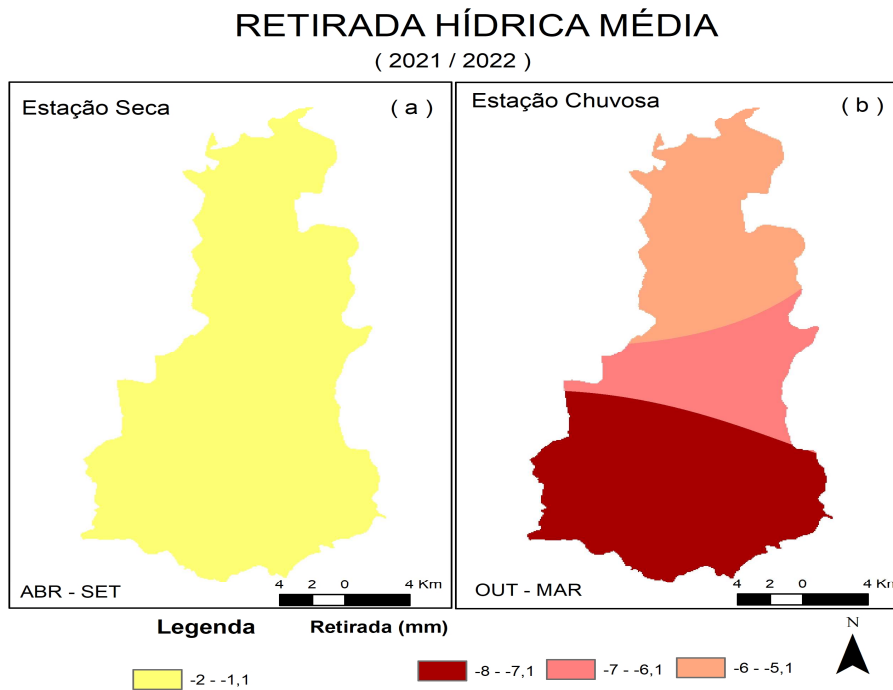 RETIRADA HÍDRICA MÉDIA
( 2021 / 2022 )
Estação Seca ( a )
ABR - SET
4 2 0 4 Km
Estação Chuvosa ( b )
OUT - MAR
4 2 0 4 Km
N
Legenda Retirada (mm)
-2 - -1,1 -8 - -7,1 -7 - -6,1 -6 - -5,1